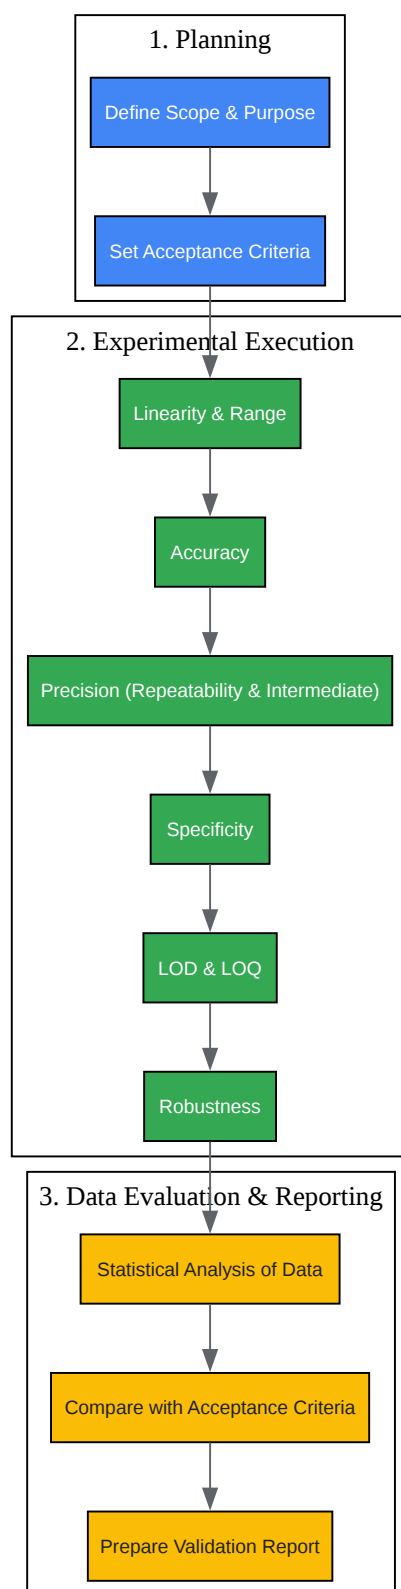 1. Planning
Define Scope & Purpose
Set Acceptance Criteria
2. Experimental Execution
Linearity & Range
Accuracy
Precision (Repeatability & Intermediate)
Specificity
LOD & LOQ
Robustness
3. Data Evaluation & Reporting
Statistical Analysis of Data
Compare with Acceptance Criteria
Prepare Validation Report